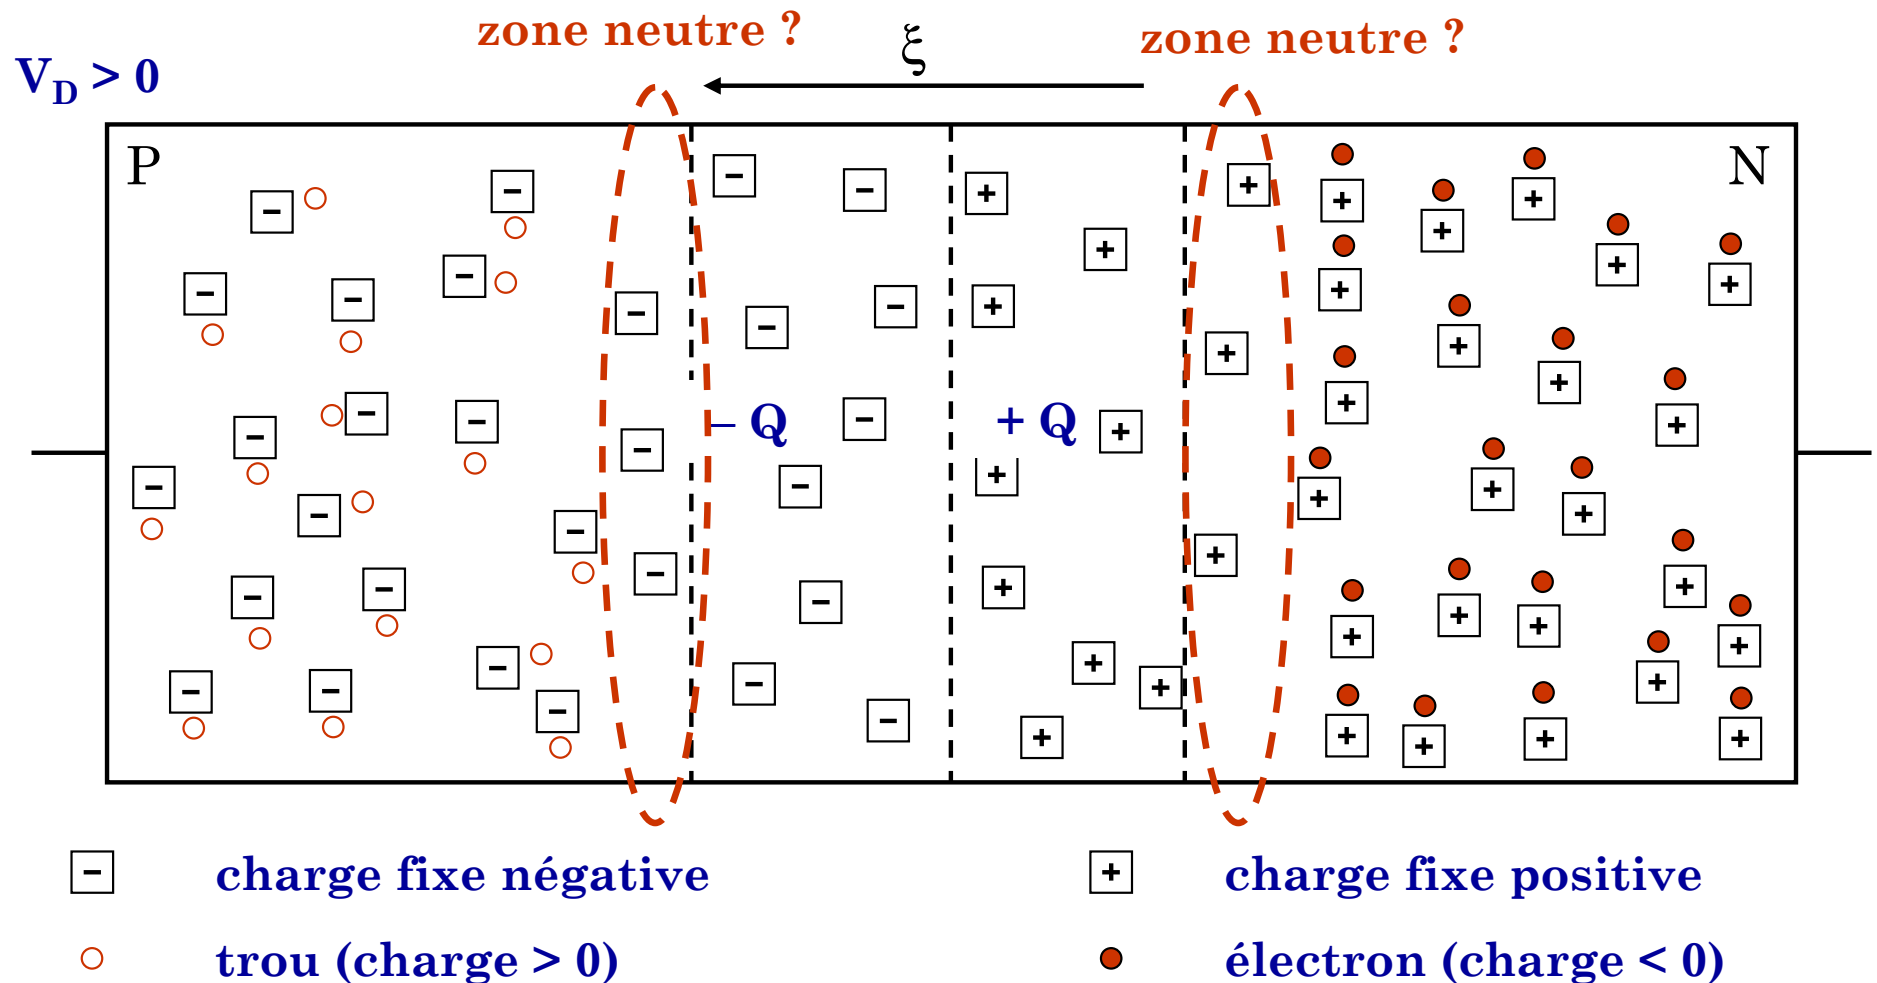 zone neutre ?
ξ
zone neutre ?
V_D > 0
P
N
– Q
+ Q
charge fixe négative
charge fixe positive
trou (charge > 0)
électron (charge < 0)